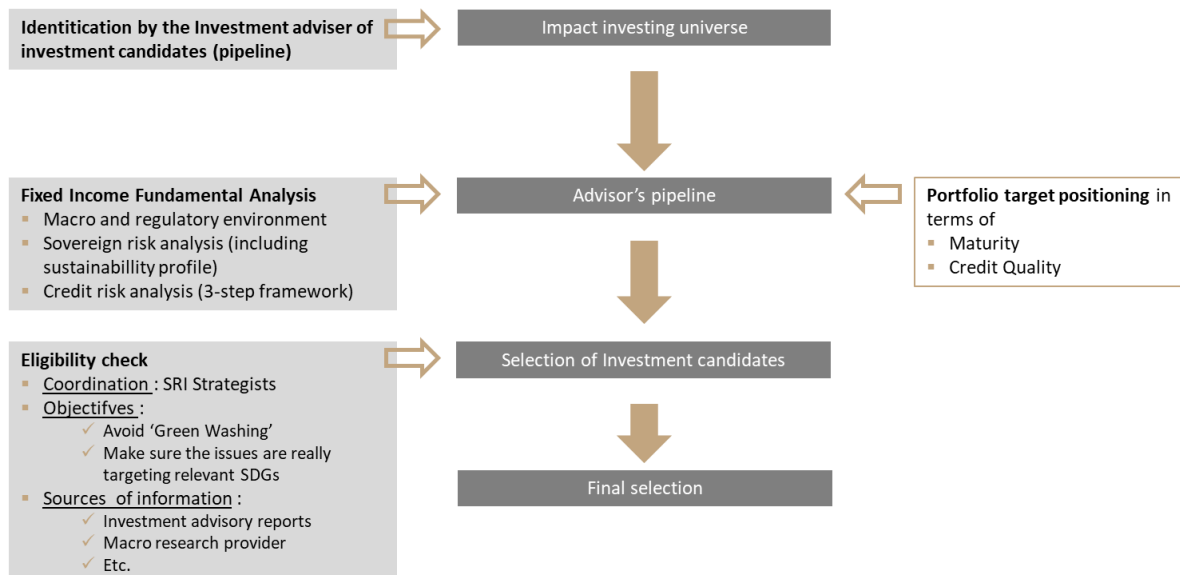 Identitication by the Investment adviser of
investment candidates (pipeline)
Impact investing universe
Fixed Income Fundamental Analysis
▪ Macro and regulatory environment
▪ Sovereign risk analysis (including
sustainabillity profile)
▪ Credit risk analysis (3-step framework)
Advisor's pipeline
Portfolio target positioning in
terms of
▪ Maturity
▪ Credit Quality
Eligibility check
▪ Coordination : SRI Strategists
▪ Objectifves :
✓ Avoid 'Green Washing'
✓ Make sure the issues are really
targeting relevant SDGs
▪ Sources of information :
✓ Investment advisory reports
✓ Macro research provider
✓ Etc.
Selection of Investment candidates
Final selection